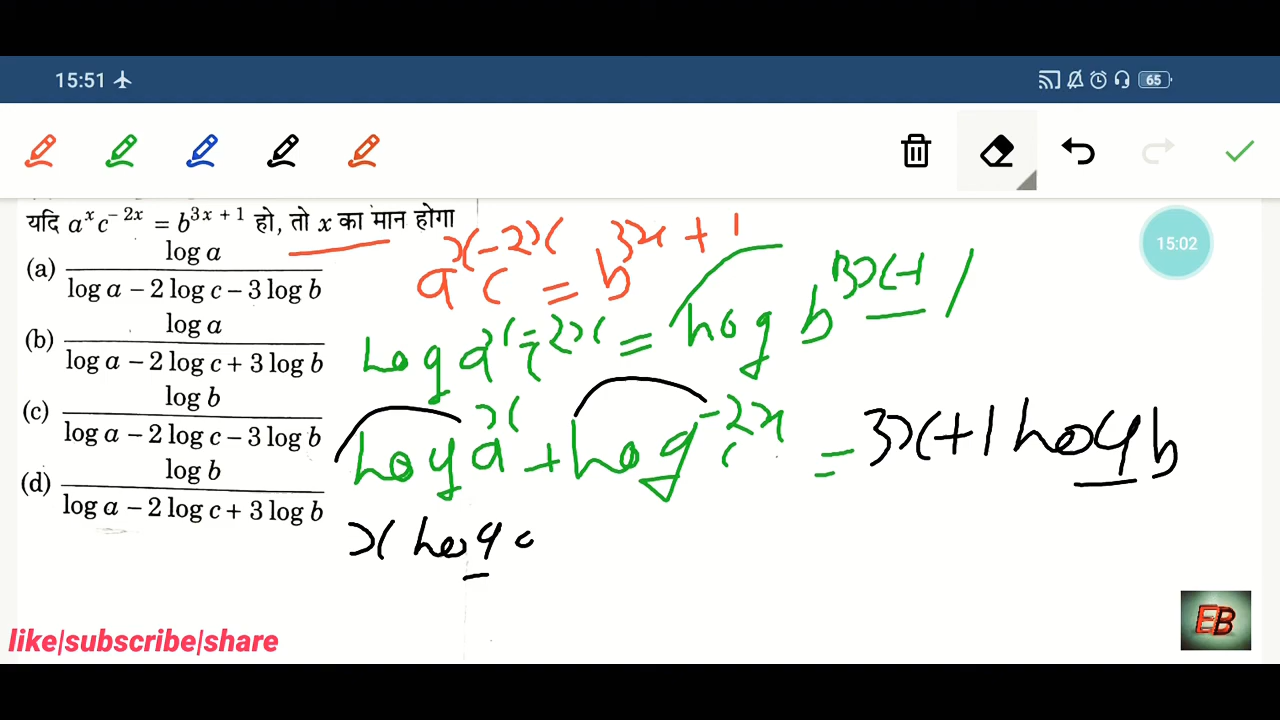 15:51
65
यदि a^x c^{-2x} = b^{3x+1} हो, तो x का मान होगा
(a) log a / (log a − 2 log c − 3 log b)
(b) log a / (log a − 2 log c + 3 log b)
(c) log b / (log a − 2 log c − 3 log b)
(d) log b / (log a − 2 log c + 3 log b)
15:02
a^x c^{-2x} = b^{3x+1}
log a^x c^{-2x} = log b^{3x+1}
log a^x + log c^{-2x} = 3x+1 log b
x log
EB
like|subscribe|share